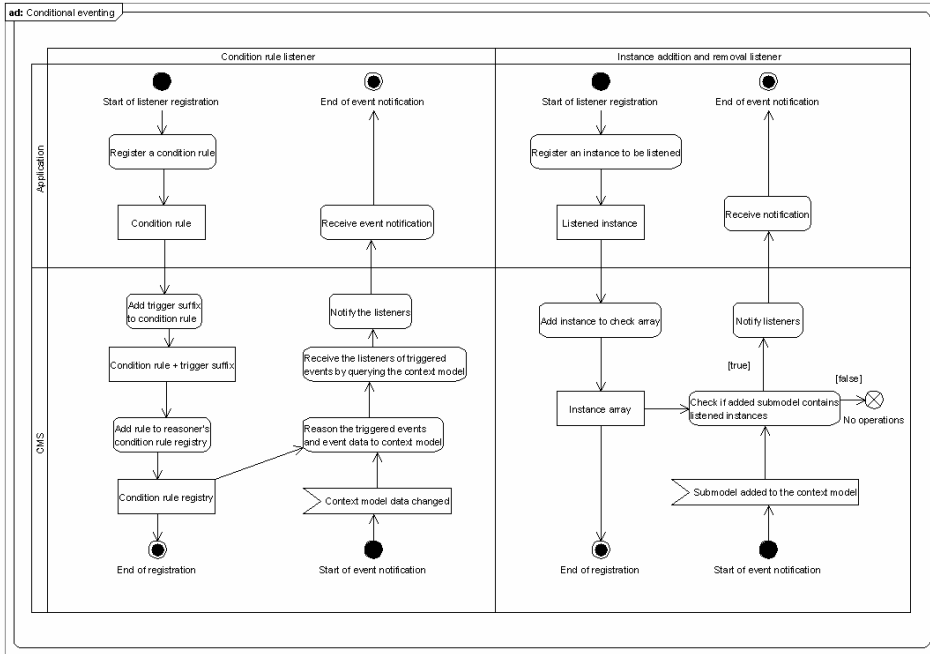 ad: Conditional eventing
Condition rule listener
Instance addition and removal listener
Application
Start of listener registration
End of event notification
Start of listener registration
End of event notification
Register a condition rule
Register an instance to be listened
Condition rule
Receive event notification
Listened instance
Receive notification
CMS
Add trigger suffix
to condition rule
Notify the listeners
Add instance to check array
Notify listeners
Condition rule + trigger suffix
Receive the listeners of triggered
events by querying the context model
[true]
[false]
Instance array
Check if added submodel contains
listened instances
No operations
Add rule to reasoner's
condition rule registry
Reason the triggered events
and event data to context model
Condition rule registry
Context model data changed
Submodel added to the context model
End of registration
Start of event notification
End of registration
Start of event notification